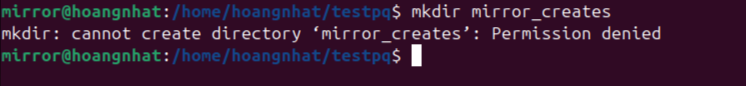 mirror@hoangnhat:/home/hoangnhat/testpq$ mkdir mirror_creates
mkdir: cannot create directory ‘mirror_creates’: Permission denied
mirror@hoangnhat:/home/hoangnhat/testpq$